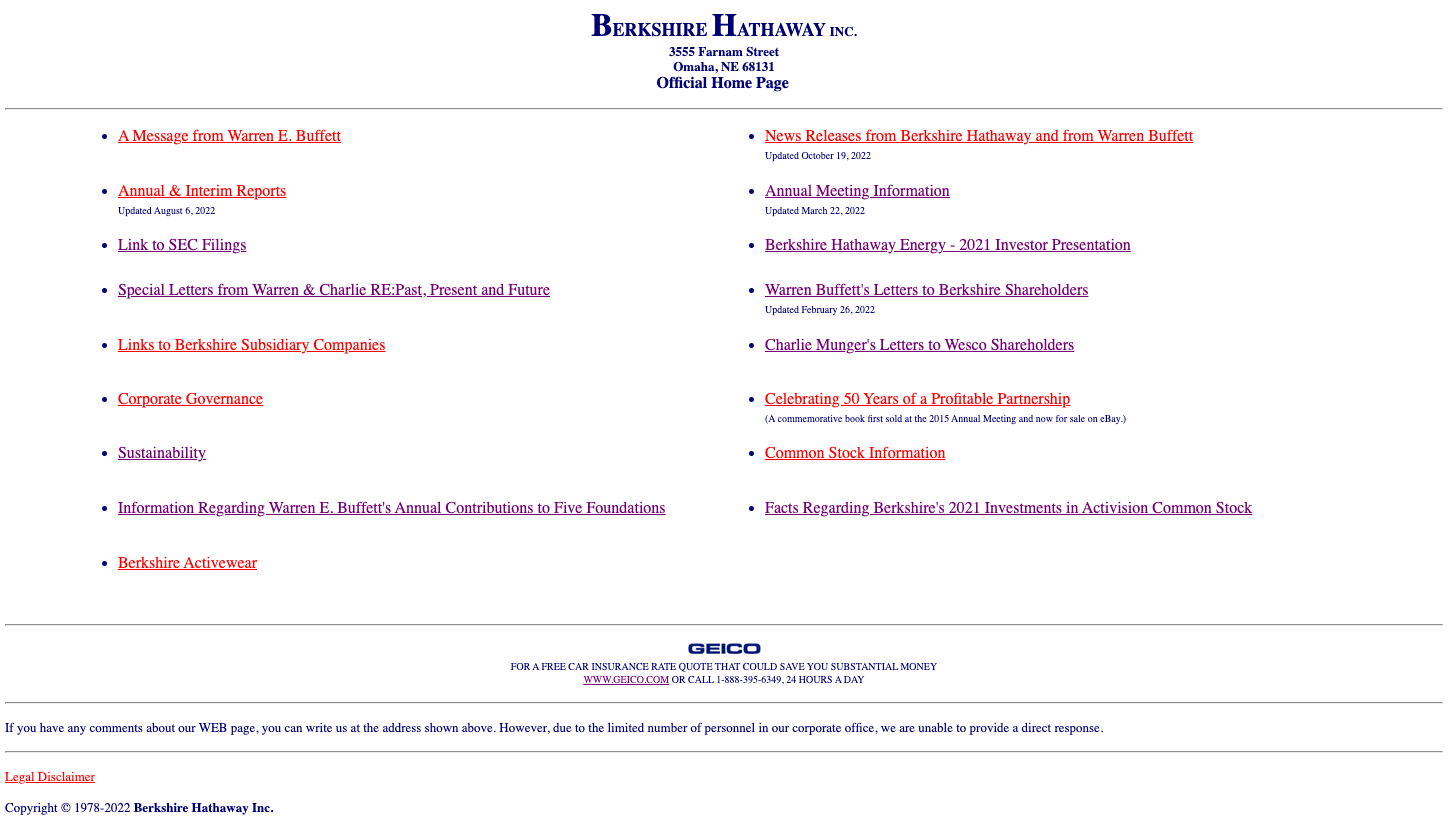 BERKSHIRE HATHAWAY INC.
3555 Farnam Street
Omaha, NE 68131
Official Home Page
A Message from Warren E. Buffett
News Releases from Berkshire Hathaway and from Warren Buffett
Updated October 19, 2022
Annual & Interim Reports
Updated August 6, 2022
Annual Meeting Information
Updated March 22, 2022
Link to SEC Filings
Berkshire Hathaway Energy - 2021 Investor Presentation
Special Letters from Warren & Charlie RE:Past, Present and Future
Warren Buffett's Letters to Berkshire Shareholders
Updated February 26, 2022
Links to Berkshire Subsidiary Companies
Charlie Munger's Letters to Wesco Shareholders
Corporate Governance
Celebrating 50 Years of a Profitable Partnership
(A commemorative book first sold at the 2015 Annual Meeting and now for sale on eBay.)
Sustainability
Common Stock Information
Information Regarding Warren E. Buffett's Annual Contributions to Five Foundations
Facts Regarding Berkshire's 2021 Investments in Activision Common Stock
Berkshire Activewear
GEICO
FOR A FREE CAR INSURANCE RATE QUOTE THAT COULD SAVE YOU SUBSTANTIAL MONEY
WWW.GEICO.COM OR CALL 1-888-395-6349, 24 HOURS A DAY
If you have any comments about our WEB page, you can write us at the address shown above. However, due to the limited number of personnel in our corporate office, we are unable to provide a direct response.
Legal Disclaimer
Copyright © 1978-2022 Berkshire Hathaway Inc.